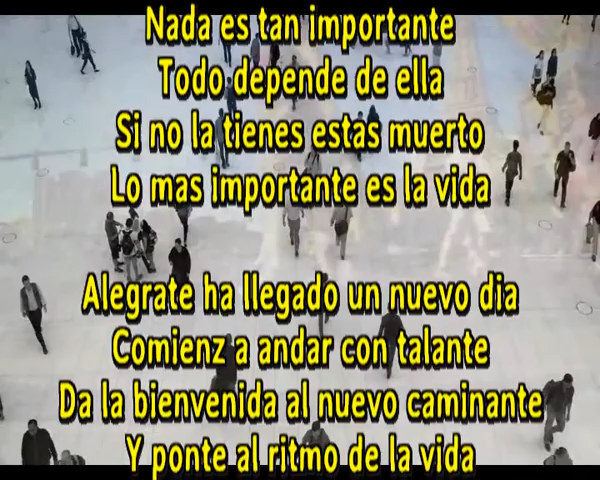 Nada es tan importante
Todo depende de ella
Si no la tienes estas muerto
Lo mas importante es la vida
Alegrate ha llegado un nuevo dia
Comienz a andar con talante
Da la bienvenida al nuevo caminante
Y ponte al ritmo de la vida